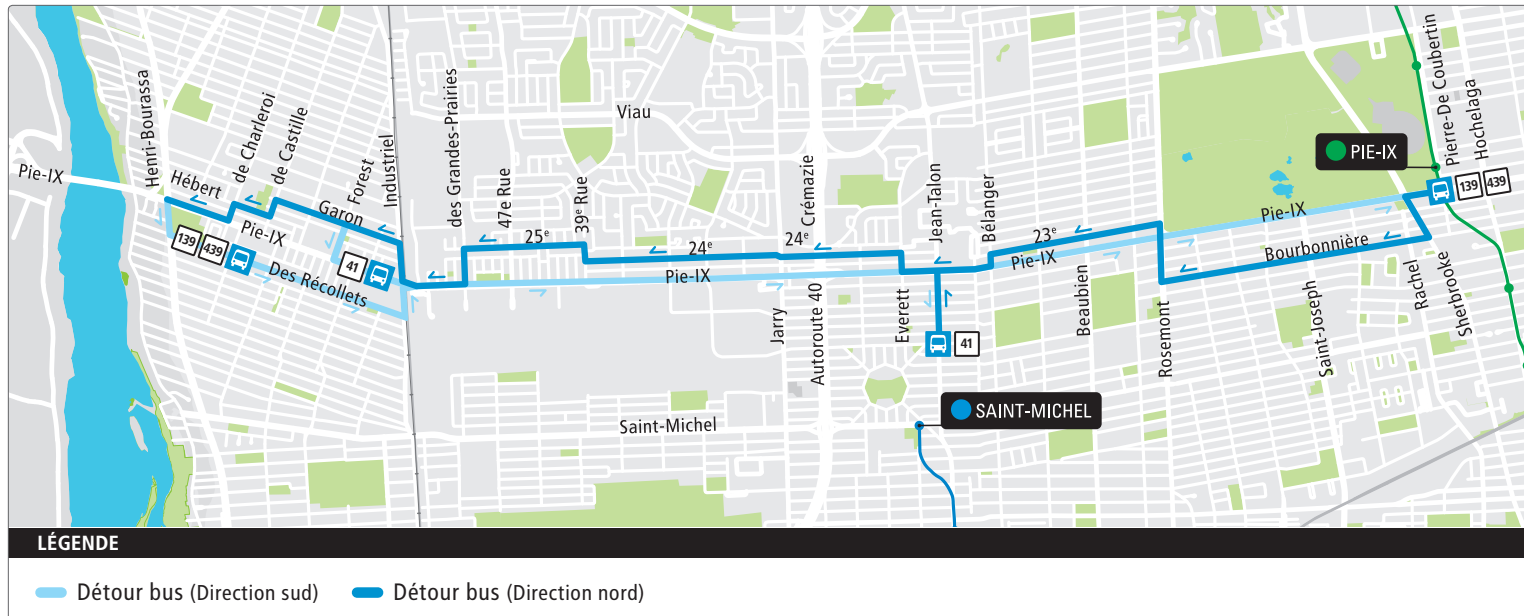 Pie-IX
Henri-Bourassa
Hébert
de Charleroi
de Castille
Garon
Forest
Industriel
Pie-IX
139
439
41
Des Récollets
des Grandes-Prairies
47e Rue
39e Rue
25e
24e
24e
Viau
Crémazie
Pie-IX
Jarry
Autoroute 40
Everett
Jean-Talon
Bélanger
41
Saint-Michel
SAINT-MICHEL
23e
Pie-IX
Beaubien
Rosemont
Pie-IX
Bourbonnière
Saint-Joseph
Rachel
Sherbrooke
PIE-IX
Pierre-De Coubertin
Hochelaga
139
439
LÉGENDE
Détour bus (Direction sud)
Détour bus (Direction nord)